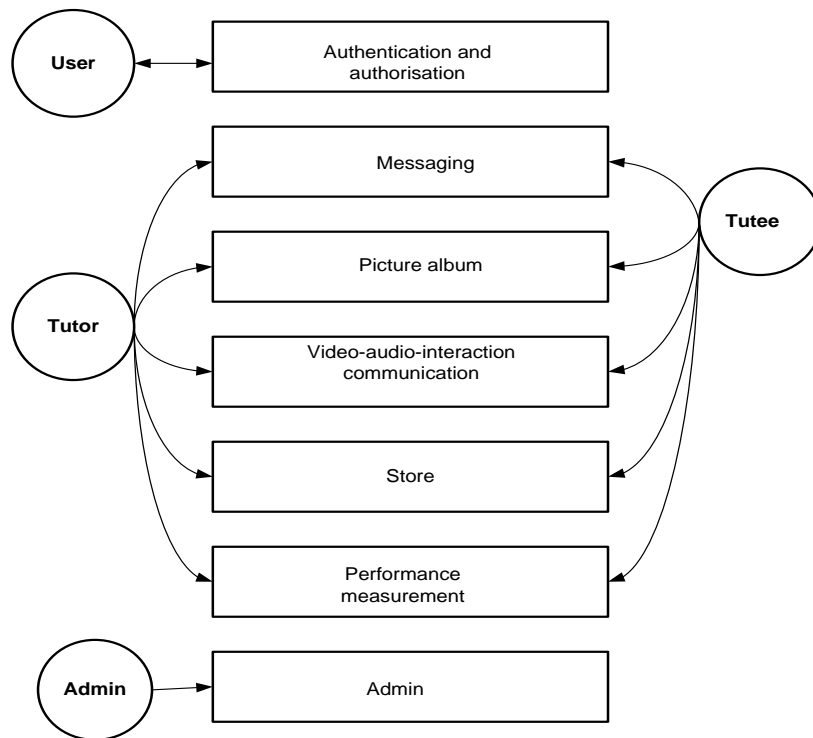 User
Authentication and
authorisation
Messaging
Tutee
Picture album
Tutor
Video-audio-interaction
communication
Store
Performance
measurement
Admin
Admin